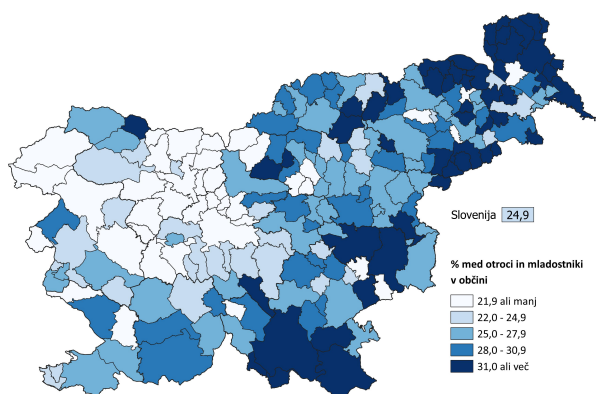 Slovenija 24,9
% med otroci in mladostniki
v občini
21,9 ali manj
22,0 - 24,9
25,0 - 27,9
28,0 - 30,9
31,0 ali več